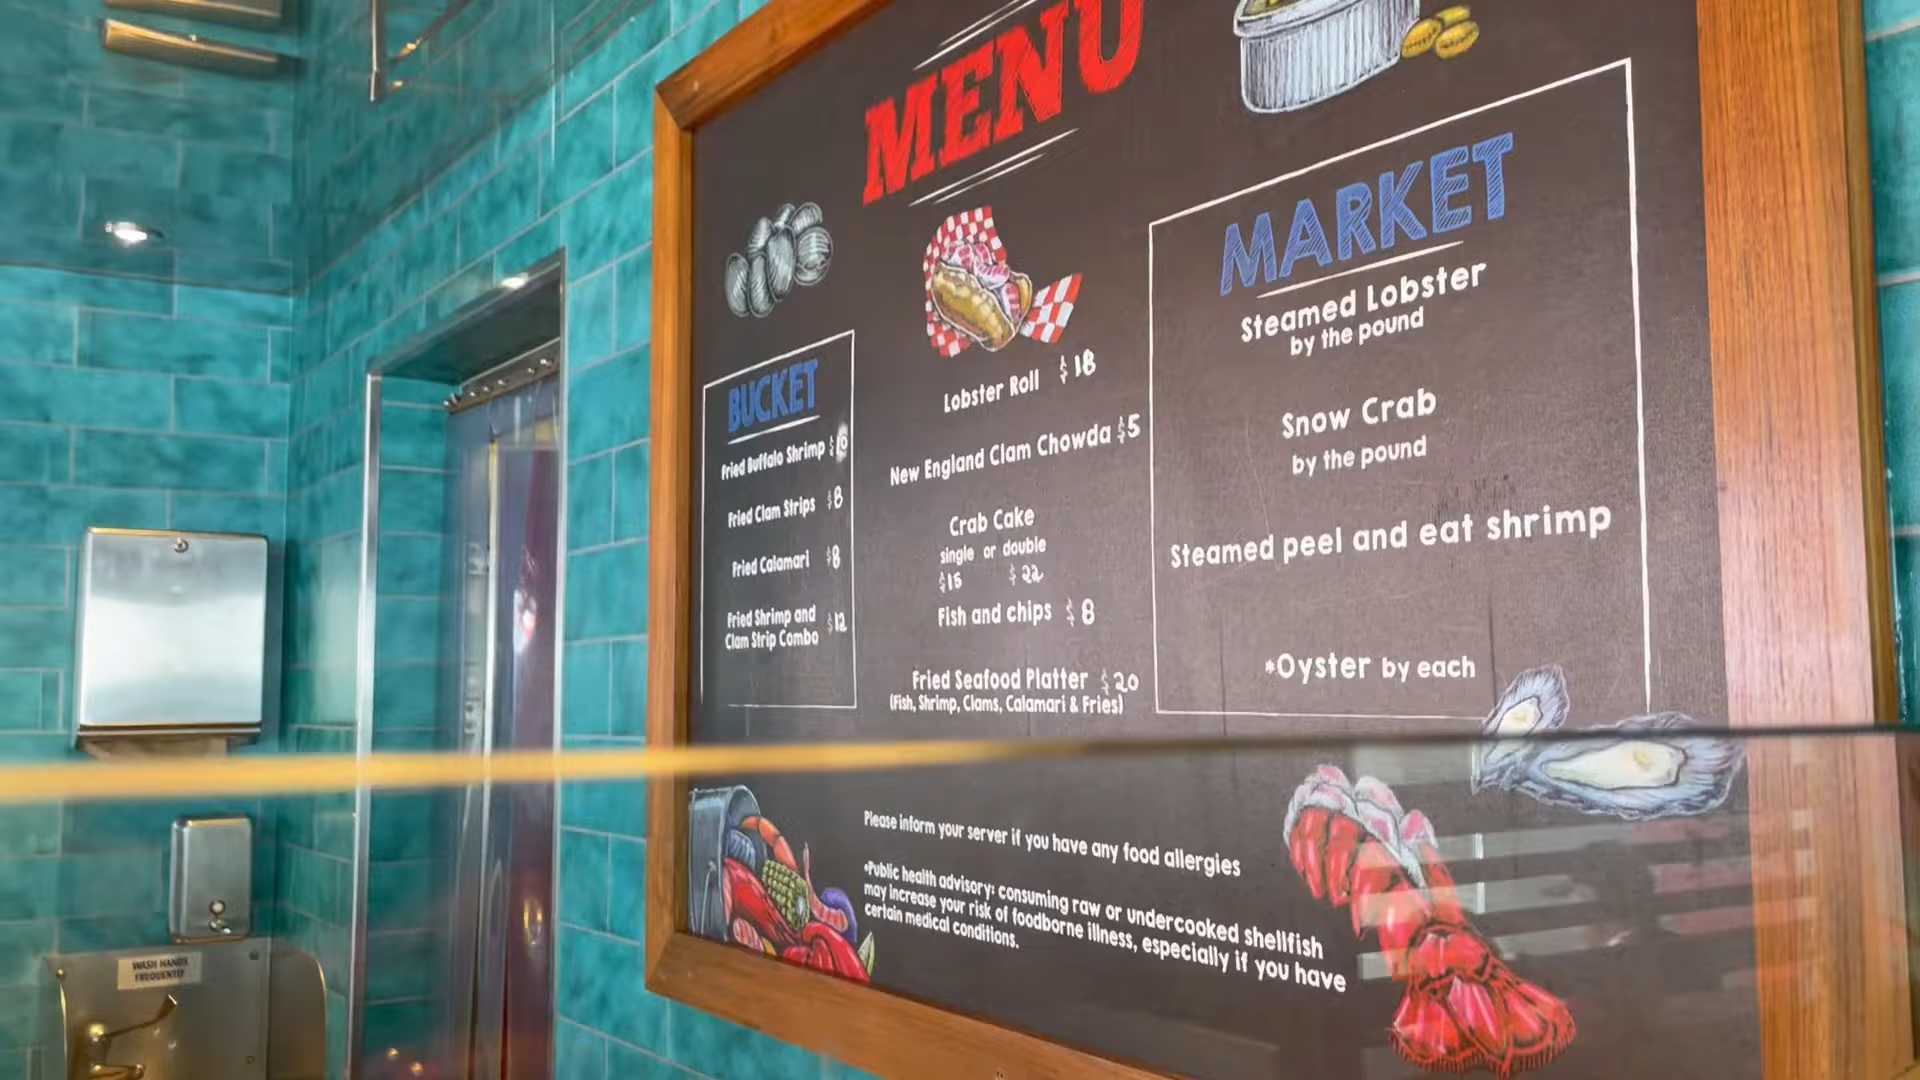 MENU
BUCKET
Fried Buffalo Shrimp $10
Fried Clam Strips $8
Fried Calamari $8
Fried Shrimp and
Clam Strip Combo $12
Lobster Roll $18
New England Clam Chowda $5
Crab Cake
single or double
$15 $22
Fish and chips $8
Fried Seafood Platter $20
(Fish, Shrimp, Clams, Calamari & Fries)
MARKET
Steamed Lobster
by the pound
Snow Crab
by the pound
Steamed peel and eat shrimp
*Oyster by each
Please inform your server if you have any food allergies
*Public health advisory: consuming raw or undercooked shellfish
may increase your risk of foodborne illness, especially if you have
certain medical conditions.
WASH HANDS
FREQUENTLY